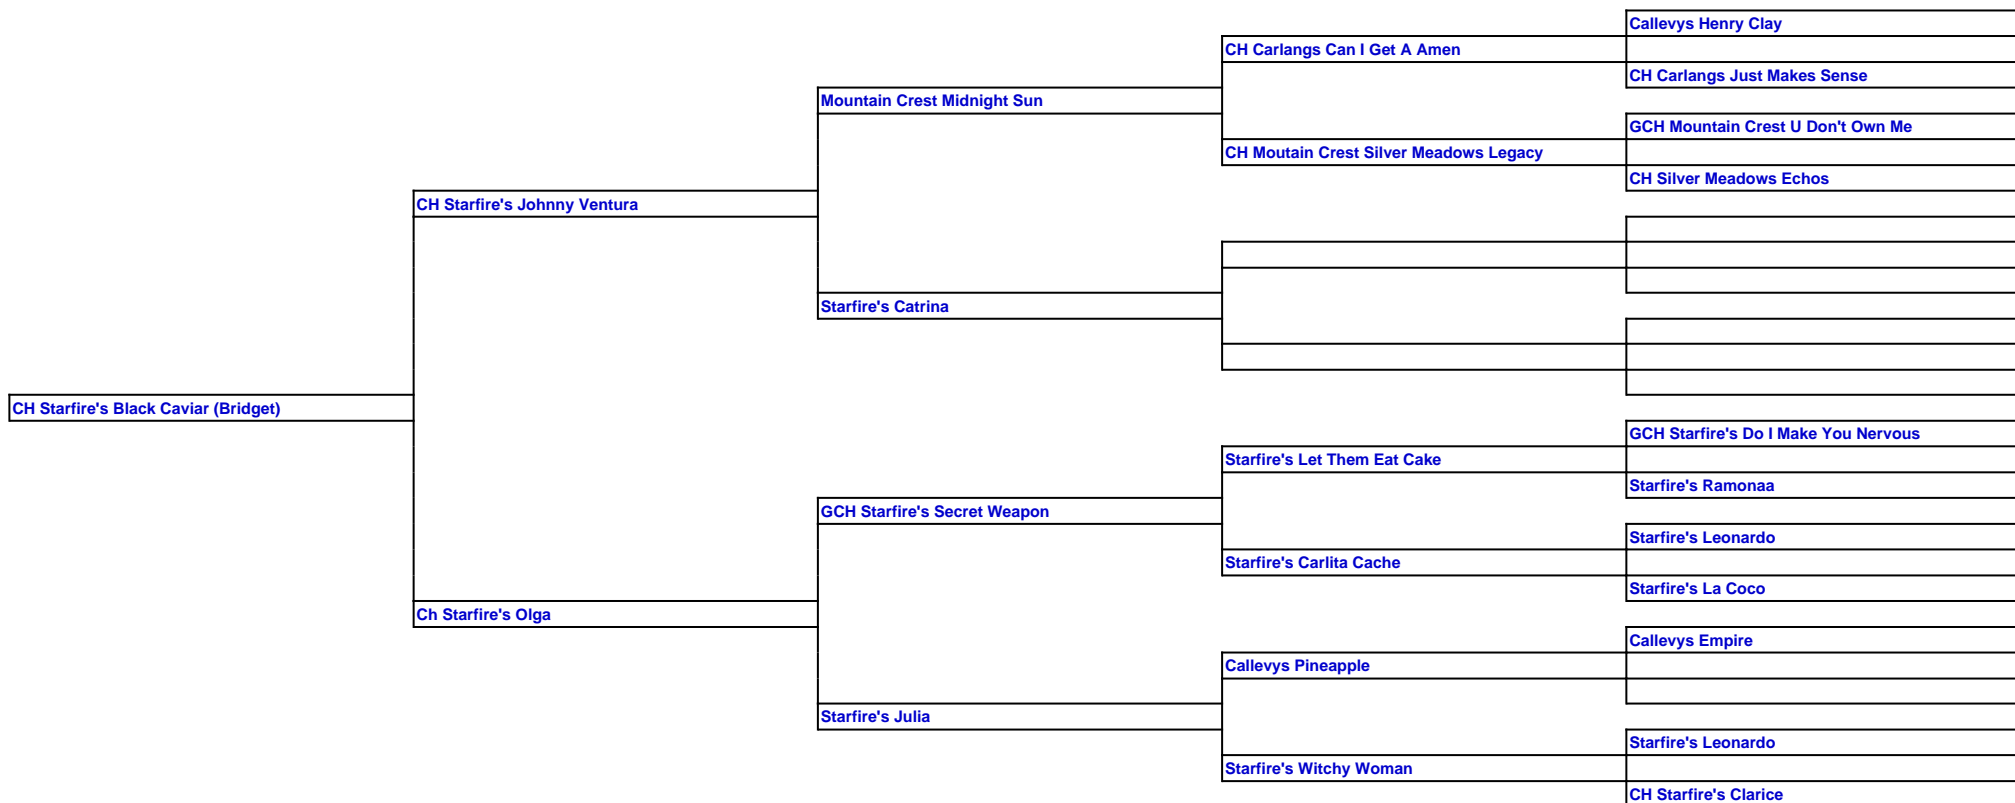 Callevys Henry Clay
CH Carlangs Can I Get A Amen
CH Carlangs Just Makes Sense
Mountain Crest Midnight Sun
GCH Mountain Crest U Don't Own Me
CH Moutain Crest Silver Meadows Legacy
CH Silver Meadows Echos
CH Starfire's Johnny Ventura
Starfire's Catrina
CH Starfire's Black Caviar (Bridget)
GCH Starfire's Do I Make You Nervous
Starfire's Let Them Eat Cake
Starfire's Ramonaa
GCH Starfire's Secret Weapon
Starfire's Leonardo
Starfire's Carlita Cache
Starfire's La Coco
Ch Starfire's Olga
Callevys Empire
Callevys Pineapple
Starfire's Julia
Starfire's Leonardo
Starfire's Witchy Woman
CH Starfire's Clarice